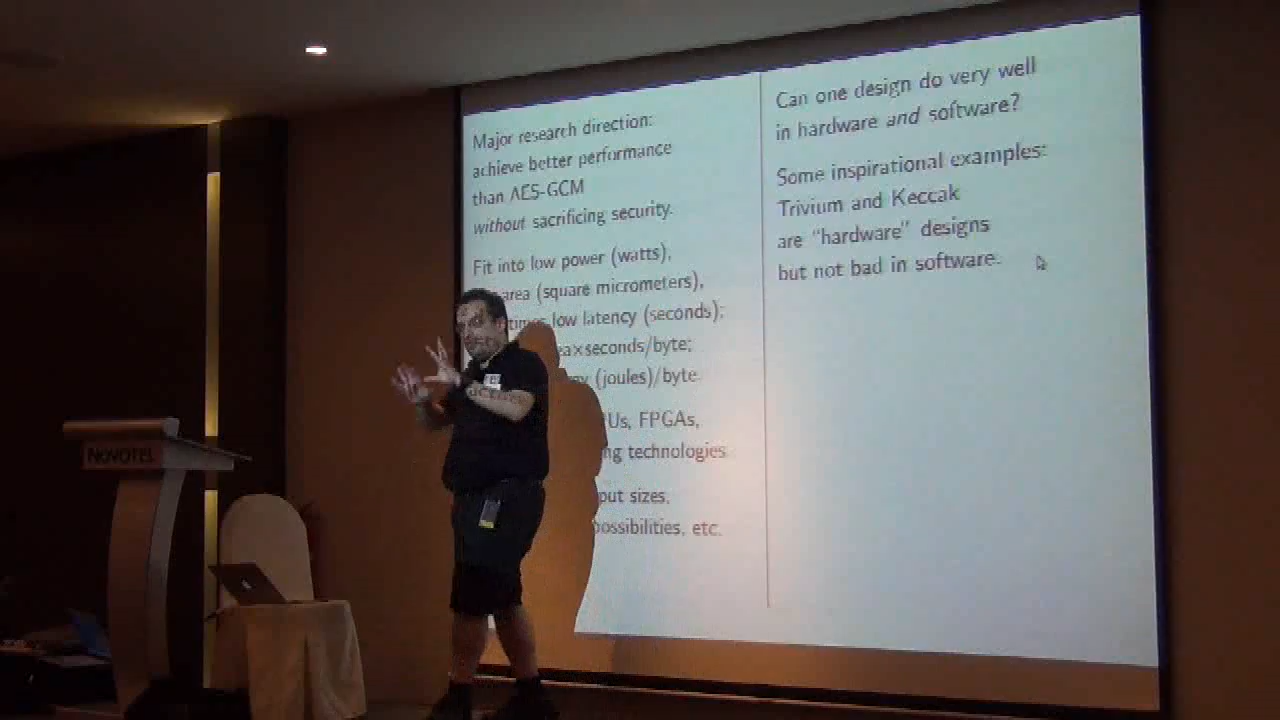 Major research direction:
achieve better performance
than AES-GCM
without sacrificing security.
Fit into low power (watts),
area (square micrometers),
low latency (seconds);
×seconds/byte;
(joules)/byte.
FPGAs,
technologies
sizes,
possibilities, etc.
Can one design do very well
in hardware and software?
Some inspirational examples:
Trivium and Keccak
are “hardware” designs
but not bad in software.
NOVOTEL